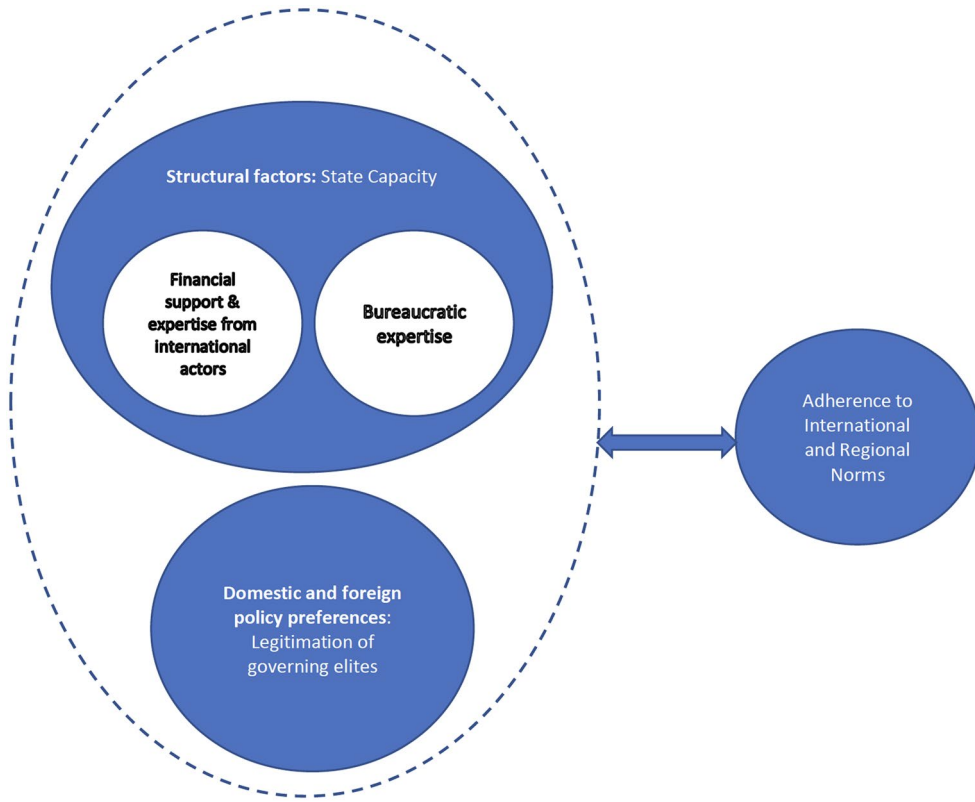 Structural factors: State Capacity
Financial
support &
expertise from
international
actors
Bureaucratic
expertise
Adherence to
International
and Regional
Norms
Domestic and foreign
policy preferences:
Legitimation of
governing elites